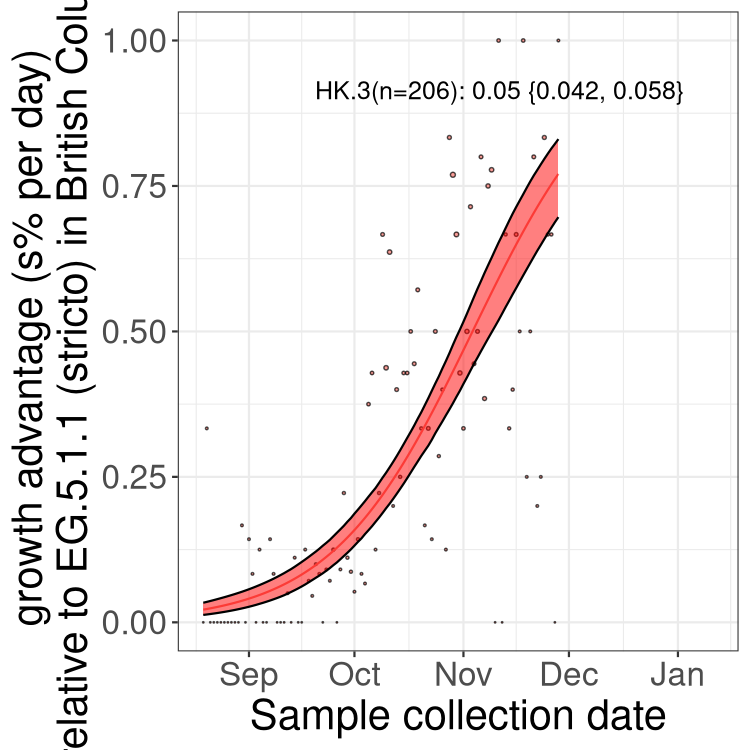 growth advantage (s% per day)
relative to EG.5.1.1 (stricto) in British Colu
1.00
0.75
0.50
0.25
0.00
HK.3(n=206): 0.05 {0.042, 0.058}
Sep Oct Nov Dec Jan
Sample collection date